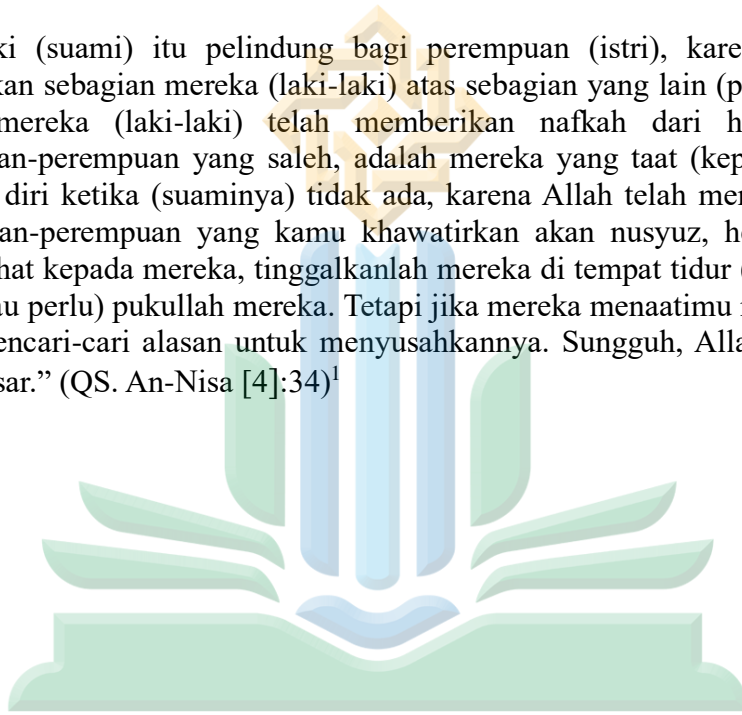 ki (suami) itu pelindung bagi perempuan (istri), kare
kan sebagian mereka (laki-laki) atas sebagian yang lain (p
mereka (laki-laki) telah memberikan nafkah dari h
an-perempuan yang saleh, adalah mereka yang taat (kep
diri ketika (suaminya) tidak ada, karena Allah telah mer
an-perempuan yang kamu khawatirkan akan nusyuz, he
hat kepada mereka, tinggalkanlah mereka di tempat tidur (
au perlu) pukullah mereka. Tetapi jika mereka menaatimu
encari-cari alasan untuk menyusahkannya. Sungguh, Alla
sar.” (QS. An-Nisa [4]:34)¹